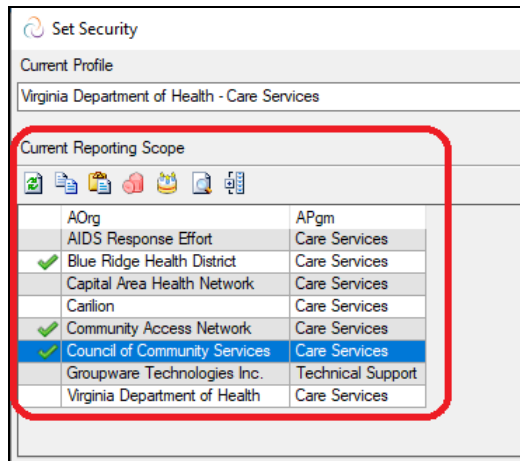 Set Security
Current Profile
Virginia Department of Health - Care Services
Current Reporting Scope
AOrg APgm
AIDS Response Effort Care Services
Blue Ridge Health District Care Services
Capital Area Health Network Care Services
Carilion Care Services
Community Access Network Care Services
Council of Community Services Care Services
Groupware Technologies Inc. Technical Support
Virginia Department of Health Care Services